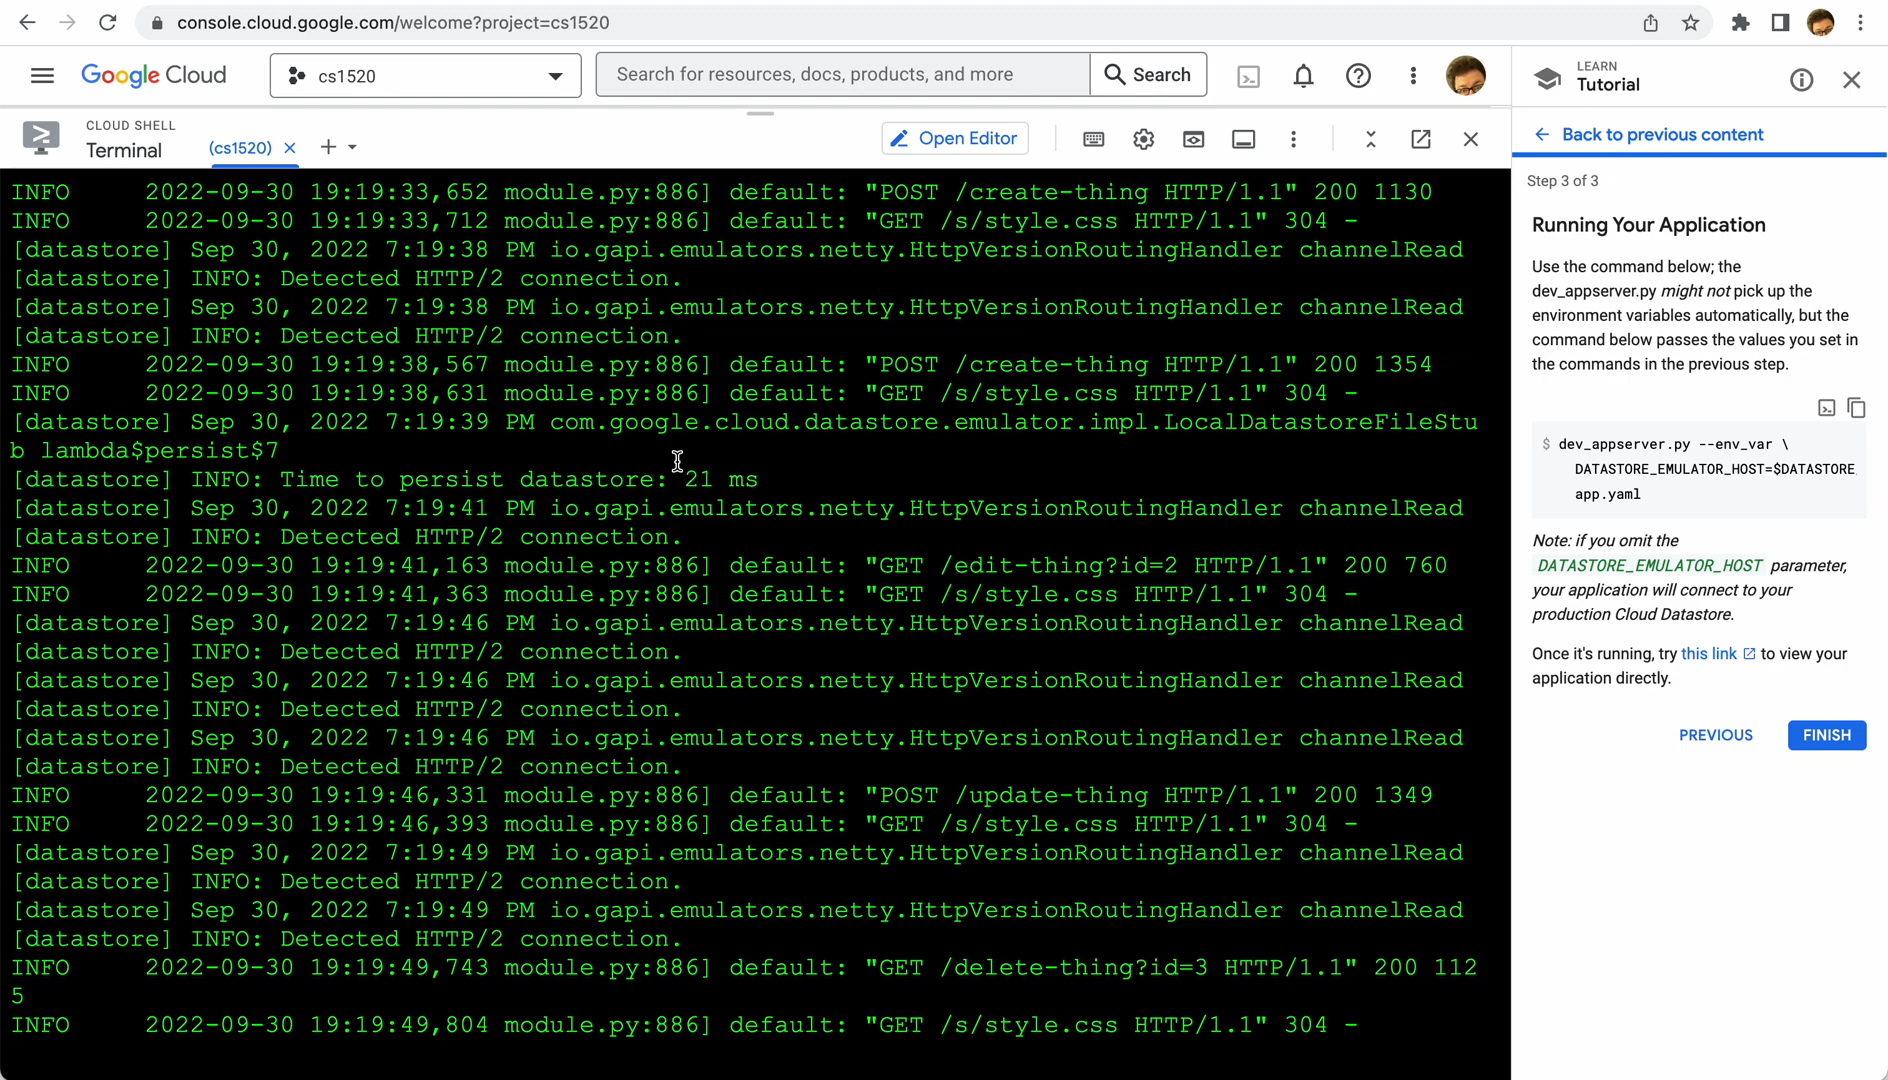 console.cloud.google.com/welcome?project=cs1520
Google Cloud
cs1520
Search for resources, docs, products, and more
Search
LEARN
Tutorial
CLOUD SHELL
Terminal
(cs1520)
Open Editor
Back to previous content
INFO 2022-09-30 19:19:33,652 module.py:886] default: "POST /create-thing HTTP/1.1" 200 1130
INFO 2022-09-30 19:19:33,712 module.py:886] default: "GET /s/style.css HTTP/1.1" 304 -
[datastore] Sep 30, 2022 7:19:38 PM io.gapi.emulators.netty.HttpVersionRoutingHandler channelRead
[datastore] INFO: Detected HTTP/2 connection.
[datastore] Sep 30, 2022 7:19:38 PM io.gapi.emulators.netty.HttpVersionRoutingHandler channelRead
[datastore] INFO: Detected HTTP/2 connection.
INFO 2022-09-30 19:19:38,567 module.py:886] default: "POST /create-thing HTTP/1.1" 200 1354
INFO 2022-09-30 19:19:38,631 module.py:886] default: "GET /s/style.css HTTP/1.1" 304 -
[datastore] Sep 30, 2022 7:19:39 PM com.google.cloud.datastore.emulator.impl.LocalDatastoreFileStu
b lambda$persist$7
[datastore] INFO: Time to persist datastore: 21 ms
[datastore] Sep 30, 2022 7:19:41 PM io.gapi.emulators.netty.HttpVersionRoutingHandler channelRead
[datastore] INFO: Detected HTTP/2 connection.
INFO 2022-09-30 19:19:41,163 module.py:886] default: "GET /edit-thing?id=2 HTTP/1.1" 200 760
INFO 2022-09-30 19:19:41,363 module.py:886] default: "GET /s/style.css HTTP/1.1" 304 -
[datastore] Sep 30, 2022 7:19:46 PM io.gapi.emulators.netty.HttpVersionRoutingHandler channelRead
[datastore] INFO: Detected HTTP/2 connection.
[datastore] Sep 30, 2022 7:19:46 PM io.gapi.emulators.netty.HttpVersionRoutingHandler channelRead
[datastore] INFO: Detected HTTP/2 connection.
[datastore] Sep 30, 2022 7:19:46 PM io.gapi.emulators.netty.HttpVersionRoutingHandler channelRead
[datastore] INFO: Detected HTTP/2 connection.
INFO 2022-09-30 19:19:46,331 module.py:886] default: "POST /update-thing HTTP/1.1" 200 1349
INFO 2022-09-30 19:19:46,393 module.py:886] default: "GET /s/style.css HTTP/1.1" 304 -
[datastore] Sep 30, 2022 7:19:49 PM io.gapi.emulators.netty.HttpVersionRoutingHandler channelRead
[datastore] INFO: Detected HTTP/2 connection.
[datastore] Sep 30, 2022 7:19:49 PM io.gapi.emulators.netty.HttpVersionRoutingHandler channelRead
[datastore] INFO: Detected HTTP/2 connection.
INFO 2022-09-30 19:19:49,743 module.py:886] default: "GET /delete-thing?id=3 HTTP/1.1" 200 112
5
INFO 2022-09-30 19:19:49,804 module.py:886] default: "GET /s/style.css HTTP/1.1" 304 -
Step 3 of 3
Running Your Application
Use the command below; the
dev_appserver.py might not pick up the
environment variables automatically, but the
command below passes the values you set in
the commands in the previous step.
$ dev_appserver.py --env_var \
DATASTORE_EMULATOR_HOST=$DATASTORE_
app.yaml
Note: if you omit the
DATASTORE_EMULATOR_HOST parameter,
your application will connect to your
production Cloud Datastore.
Once it's running, try this link to view your
application directly.
PREVIOUS
FINISH